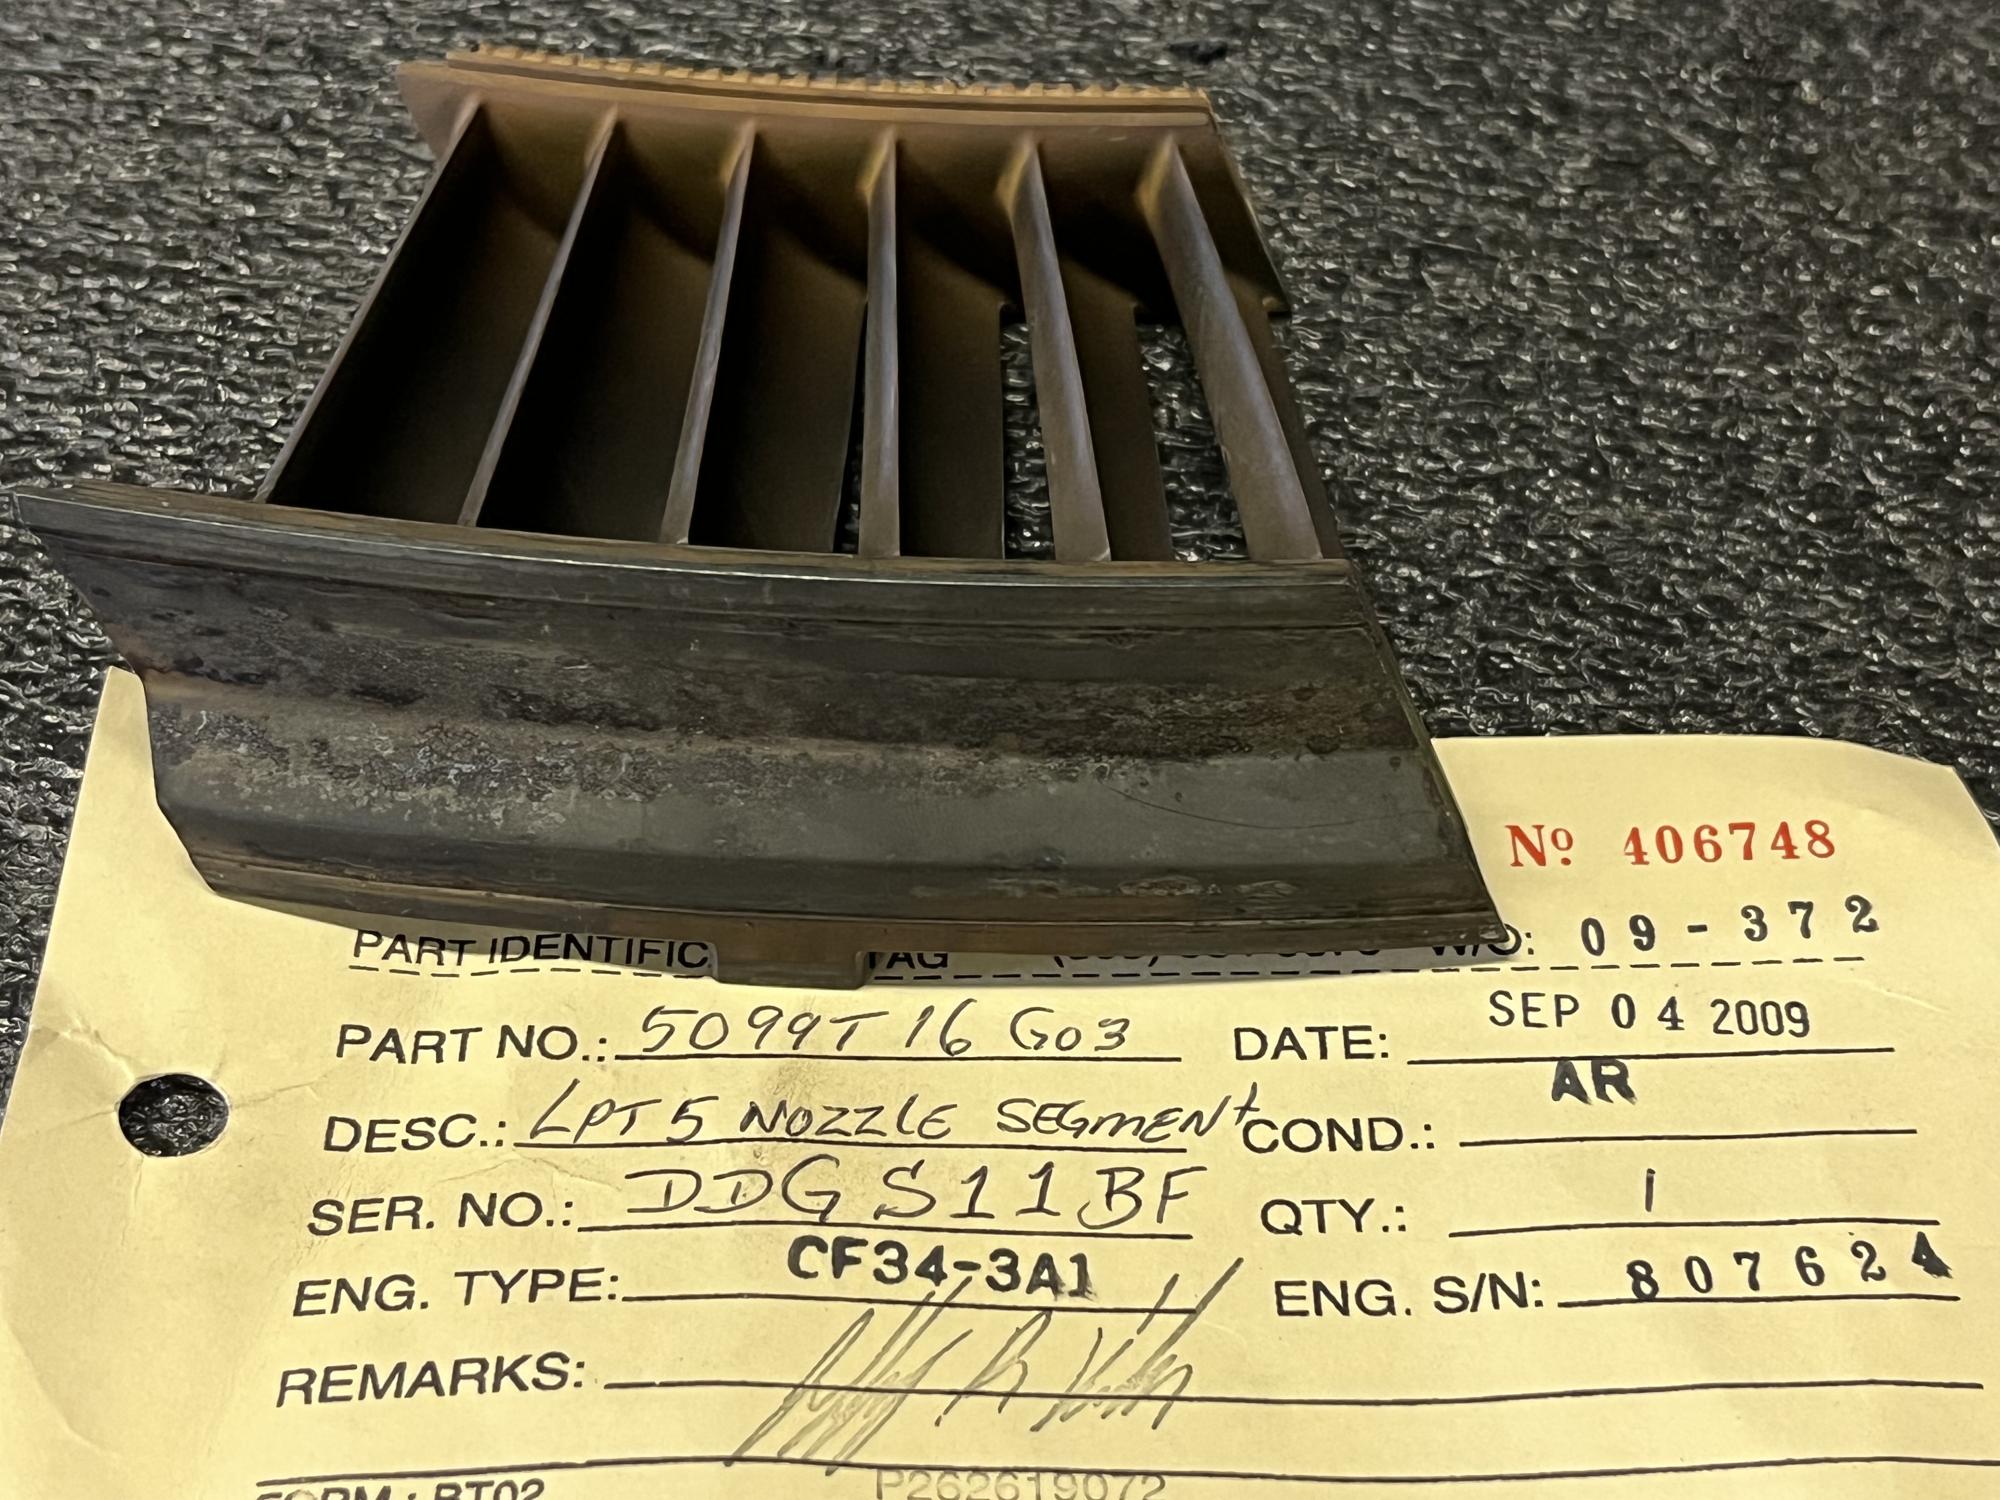 Nº 406748
PART IDENTIFIC TAG W/O: 09-372
PART NO.: 5099T16G03 DATE: SEP 04 2009
DESC.: LPT 5 NOZZLE SEGMENT COND.: AR
SER. NO.: DDGS11BF QTY.: 1
ENG. TYPE: CF34-3A1 ENG. S/N: 807624
REMARKS:
FORM: RT02 P262619072